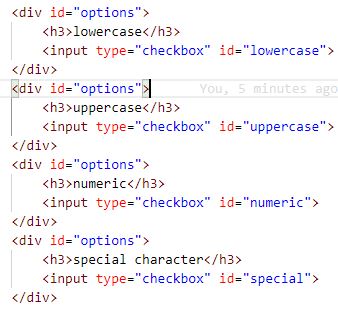 <div id="options">
    <h3>lowercase</h3>
    <input type="checkbox" id="lowercase">
</div>
<div id="options"> You, 5 minutes ago
    <h3>uppercase</h3>
    <input type="checkbox" id="uppercase">
</div>
<div id="options">
    <h3>numeric</h3>
    <input type="checkbox" id="numeric">
</div>
<div id="options">
    <h3>special character</h3>
    <input type="checkbox" id="special">
</div>